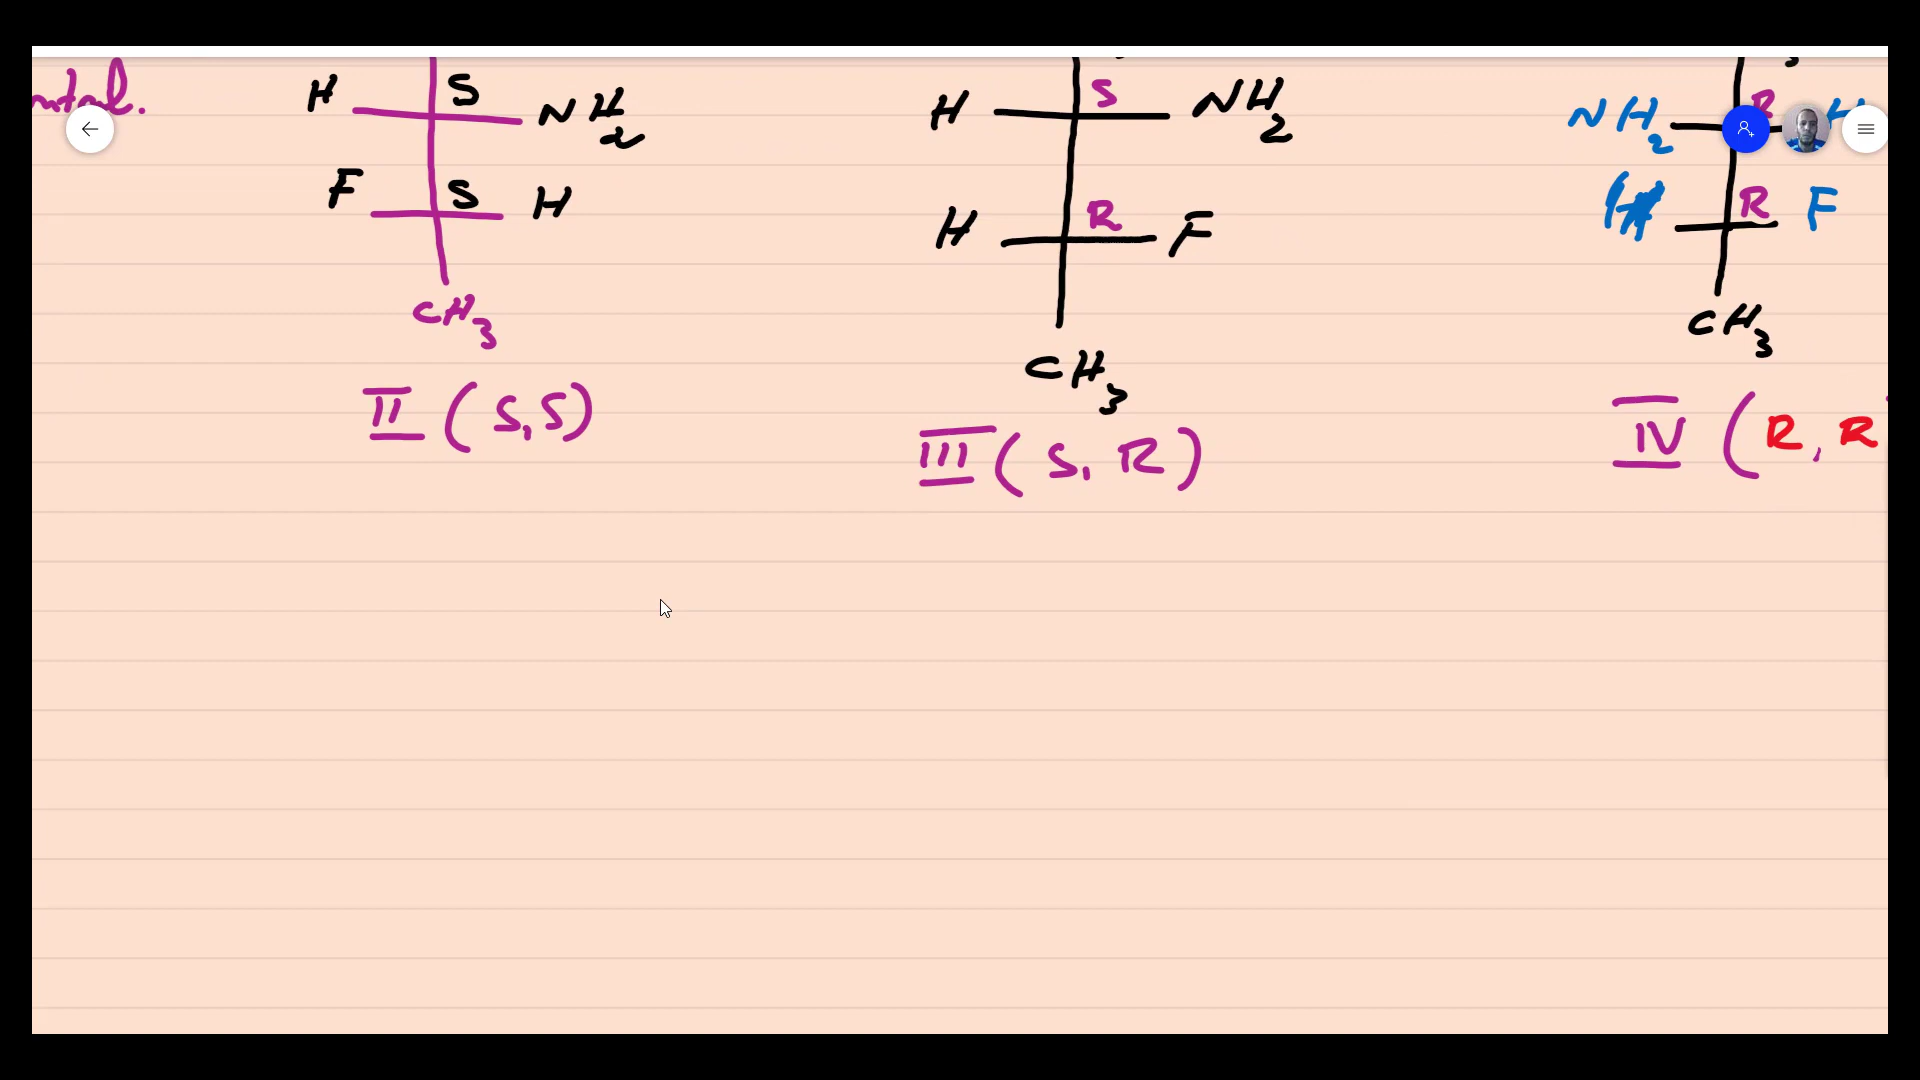 H S NH2
F S H
CH3
II (S,S)
H S NH2
H R F
CH3
III (S, R)
NH2 R H
H R F
CH3
IV (R, R